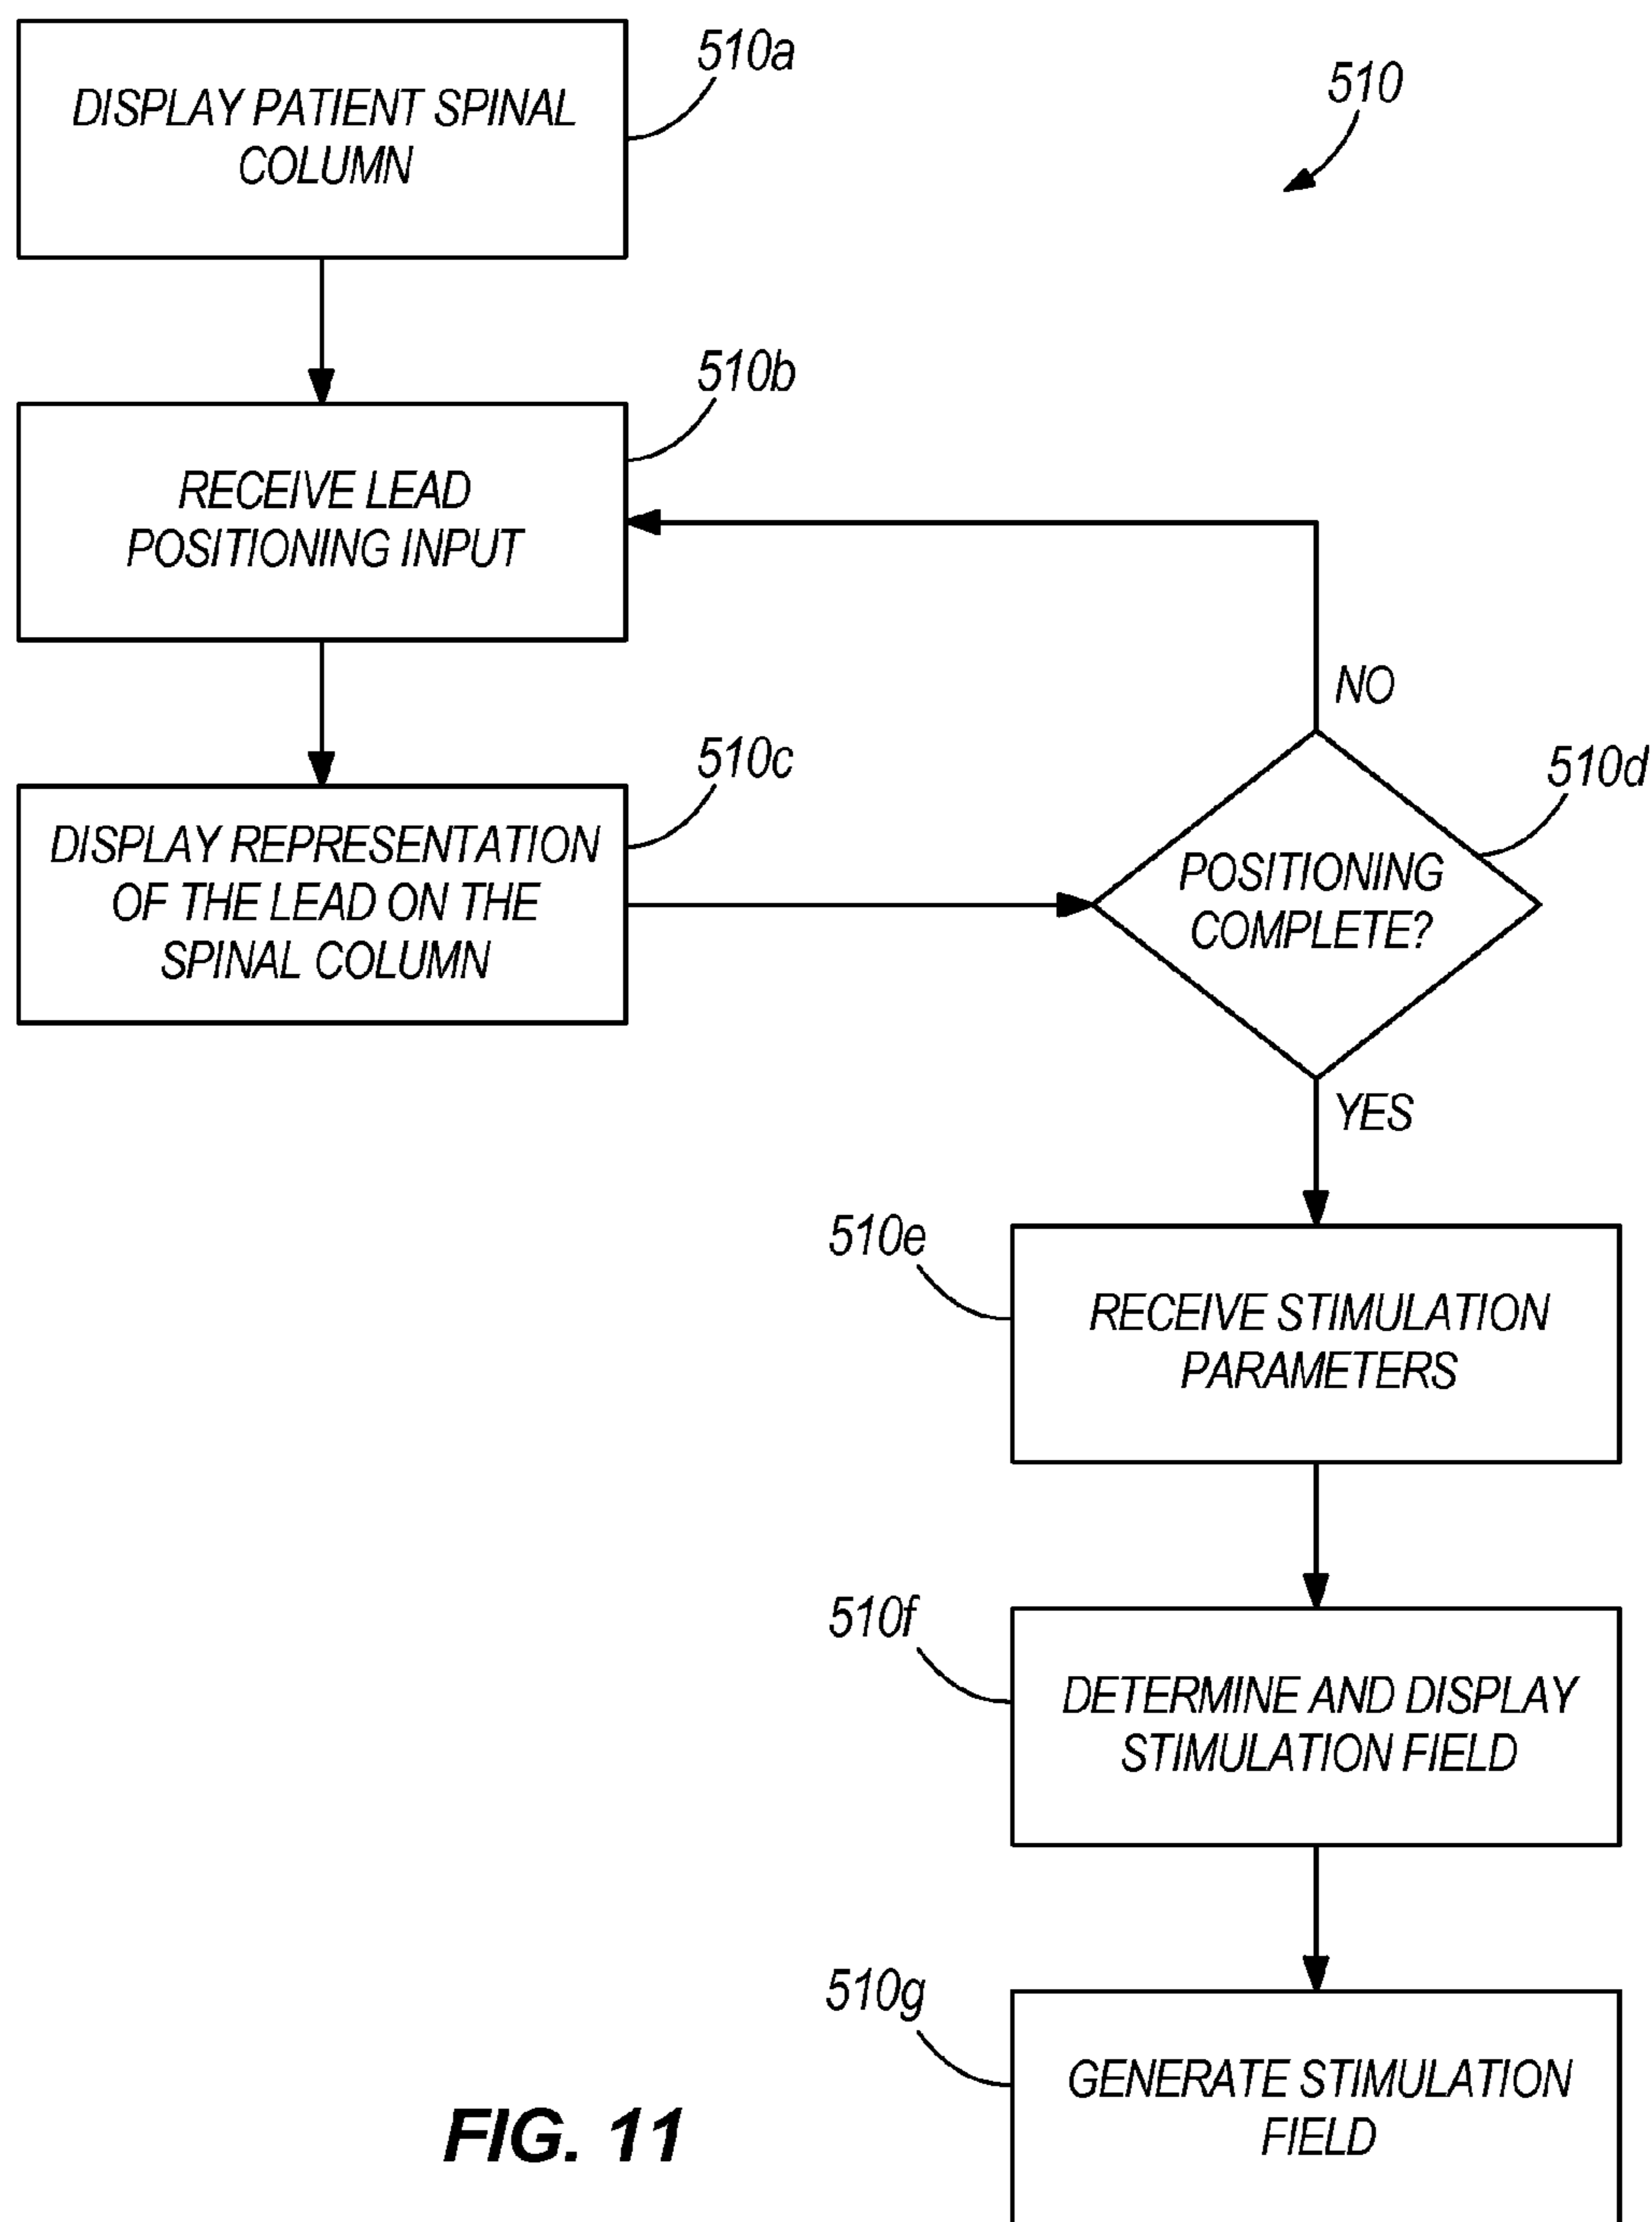 510a
DISPLAY PATIENT SPINAL
COLUMN
510
510b
RECEIVE LEAD
POSITIONING INPUT
NO
510c
DISPLAY REPRESENTATION
OF THE LEAD ON THE
SPINAL COLUMN
510d
POSITIONING
COMPLETE?
YES
510e
RECEIVE STIMULATION
PARAMETERS
510f
DETERMINE AND DISPLAY
STIMULATION FIELD
510g
GENERATE STIMULATION
FIELD
FIG. 11